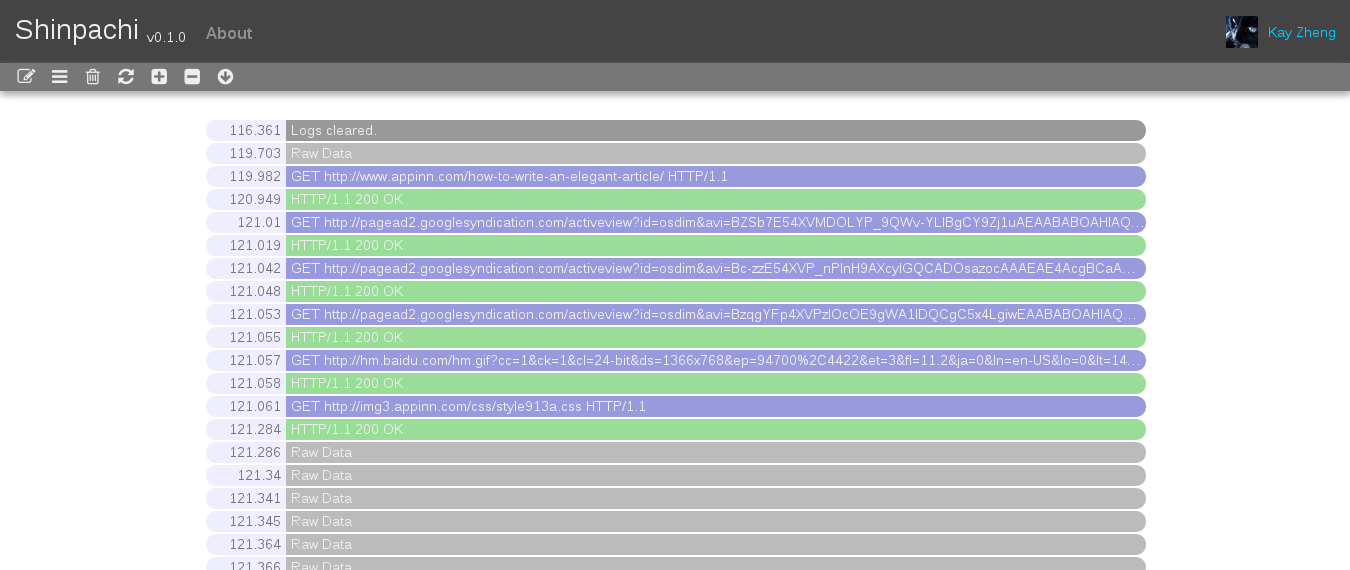 Shinpachi v0.1.0 About Kay Zheng
116.361 Logs cleared.
119.703 Raw Data
119.982 GET http://www.appinn.com/how-to-write-an-elegant-article/ HTTP/1.1
120.949 HTTP/1.1 200 OK
121.01 GET http://pagead2.googlesyndication.com/activeview?id=osdim&avi=BZSb7E54XVMDOLYP_9QWv-YLIBgCY9Zj1uAEAABABOAHIAQ...
121.019 HTTP/1.1 200 OK
121.042 GET http://pagead2.googlesyndication.com/activeview?id=osdim&avi=Bc-zzE54XVP_nPInH9AXcyIGQCADOsazocAAAEAE4AcgBCaA...
121.048 HTTP/1.1 200 OK
121.053 GET http://pagead2.googlesyndication.com/activeview?id=osdim&avi=BzqgYFp4XVPzIOcOE9gWA1IDQCgC5x4LgiwEAABABOAHIAQ...
121.055 HTTP/1.1 200 OK
121.057 GET http://hm.baidu.com/hm.gif?cc=1&ck=1&cl=24-bit&ds=1366x768&ep=94700%2C4422&et=3&fl=11.2&ja=0&ln=en-US&lo=0&lt=14...
121.058 HTTP/1.1 200 OK
121.061 GET http://img3.appinn.com/css/style913a.css HTTP/1.1
121.284 HTTP/1.1 200 OK
121.286 Raw Data
121.34 Raw Data
121.341 Raw Data
121.345 Raw Data
121.364 Raw Data
121.366 Raw Data